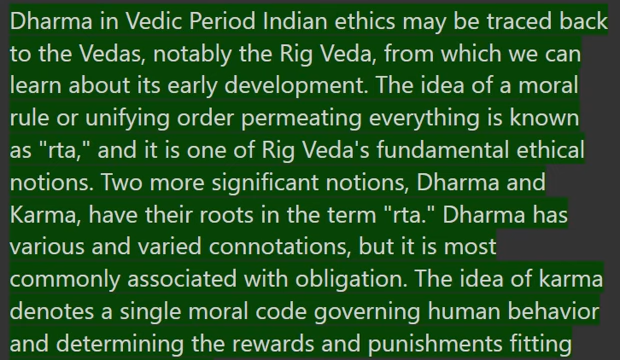 Dharma in Vedic Period Indian ethics may be traced back
to the Vedas, notably the Rig Veda, from which we can
learn about its early development. The idea of a moral
rule or unifying order permeating everything is known
as "rta," and it is one of Rig Veda's fundamental ethical
notions. Two more significant notions, Dharma and
Karma, have their roots in the term "rta." Dharma has
various and varied connotations, but it is most
commonly associated with obligation. The idea of karma
denotes a single moral code governing human behavior
and determining the rewards and punishments fitting